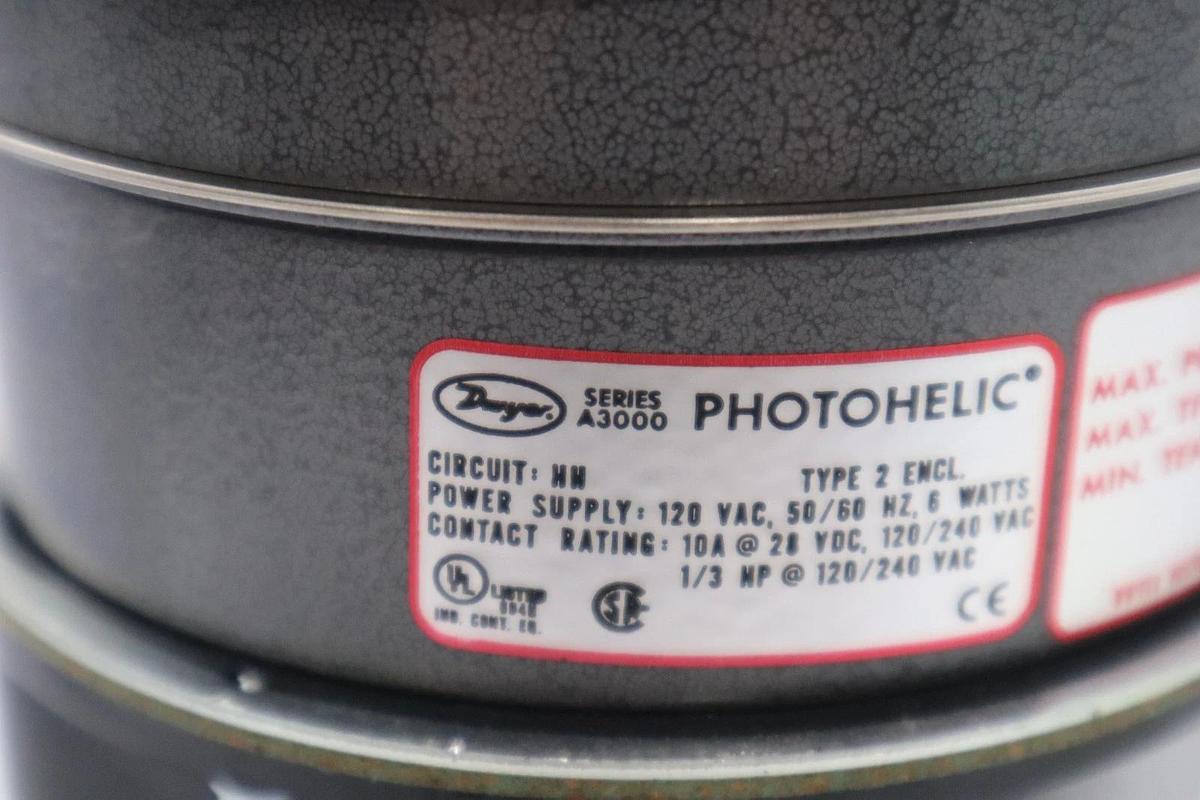 Dwyer.
SERIES
A3000
PHOTOHELIC®
CIRCUIT: HH TYPE 2 ENCL.
POWER SUPPLY: 120 VAC, 50/60 HZ, 6 WATTS
CONTACT RATING: 10A @ 28 VDC, 120/240 VAC
1/3 HP @ 120/240 VAC
UL LISTED
IND. CONT. EQ.
SA
CE
MAX.
MAX.
MIN.